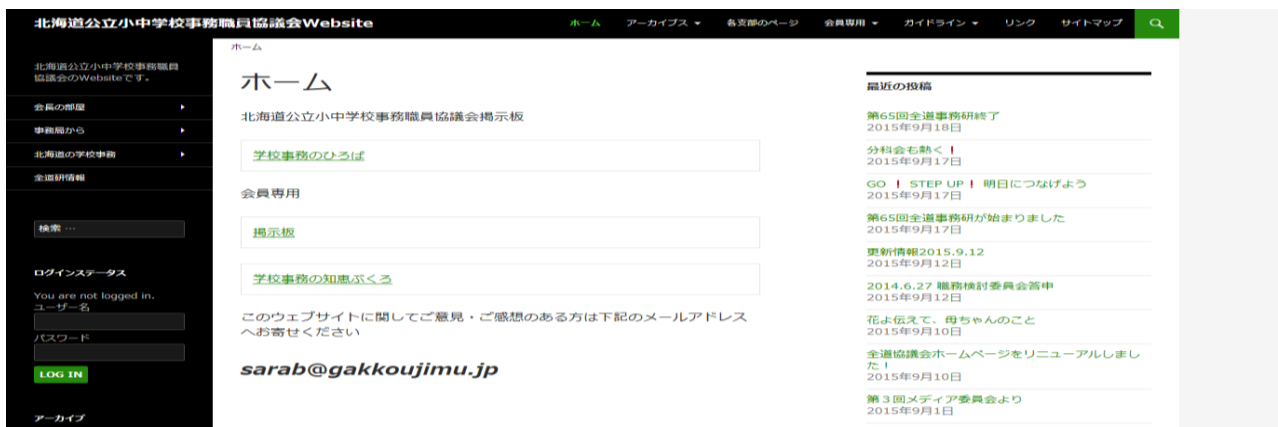 北海道公立小中学校事務職員協議会Website
ホーム
アーカイブス
各支部のページ
会員専用
ガイドライン
リンク
サイトマップ
北海道公立小中学校事務職員
協議会のWebsiteです。
会長の部屋
事務局から
北海道の学校事務
全道研情報
検索 …
ログインステータス
You are not logged in.
ユーザー名
パスワード
LOG IN
アーカイブ
ホーム
ホーム
北海道公立小中学校事務職員協議会掲示板
学校事務のひろば
会員専用
掲示板
学校事務の知恵ぶくろ
このウェブサイトに関してご意見・ご感想のある方は下記のメールアドレス
へお寄せください
sarab@gakkoujimu.jp
最近の投稿
第65回全道事務研終了
2015年9月18日
分科会も熱く！
2015年9月17日
GO ！ STEP UP！ 明日につなげよう
2015年9月17日
第65回全道事務研が始まりました
2015年9月17日
更新情報2015.9.12
2015年9月12日
2014.6.27 職務検討委員会答申
2015年9月12日
花よ伝えて、母ちゃんのこと
2015年9月10日
全道協議会ホームページをリニューアルしまし
た！
2015年9月10日
第３回メディア委員会より
2015年9月1日